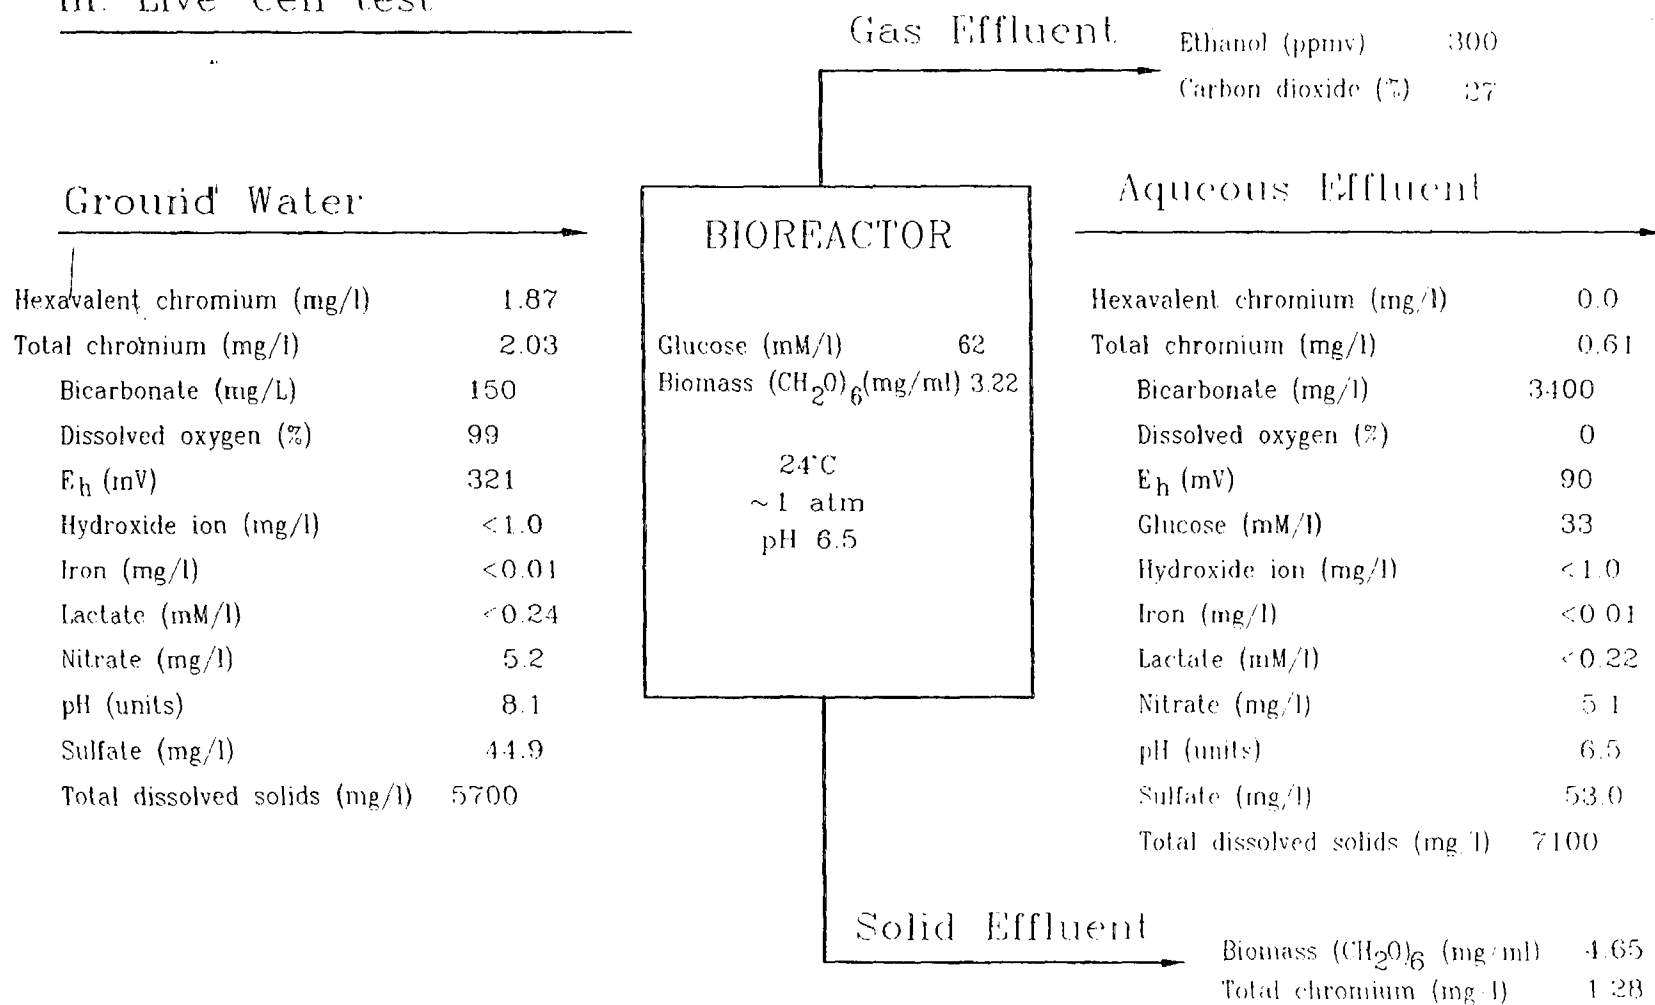 III. Live cell test
Gas Effluent
Ethanol (ppmv) 300
Carbon dioxide (%) 27
Ground Water
Hexavalent chromium (mg/l) 1.87
Total chromium (mg/l) 2.03
Bicarbonate (mg/L) 150
Dissolved oxygen (%) 99
Eh (mV) 321
Hydroxide ion (mg/l) <1.0
Iron (mg/l) <0.01
Lactate (mM/l) <0.24
Nitrate (mg/l) 5.2
pH (units) 8.1
Sulfate (mg/l) 44.9
Total dissolved solids (mg/l) 5700
BIOREACTOR
Glucose (mM/l) 62
Biomass (CH2O)6(mg/ml) 3.22
24°C
~1 atm
pH 6.5
Aqueous Effluent
Hexavalent chromium (mg/l) 0.0
Total chromium (mg/l) 0.61
Bicarbonate (mg/l) 3400
Dissolved oxygen (%) 0
Eh (mV) 90
Glucose (mM/l) 33
Hydroxide ion (mg/l) <1.0
Iron (mg/l) <0.01
Lactate (mM/l) <0.22
Nitrate (mg/l) 5.1
pH (units) 6.5
Sulfate (mg/l) 53.0
Total dissolved solids (mg/l) 7100
Solid Effluent
Biomass (CH2O)6 (mg/ml) 4.65
Total chromium (mg/l) 1.28